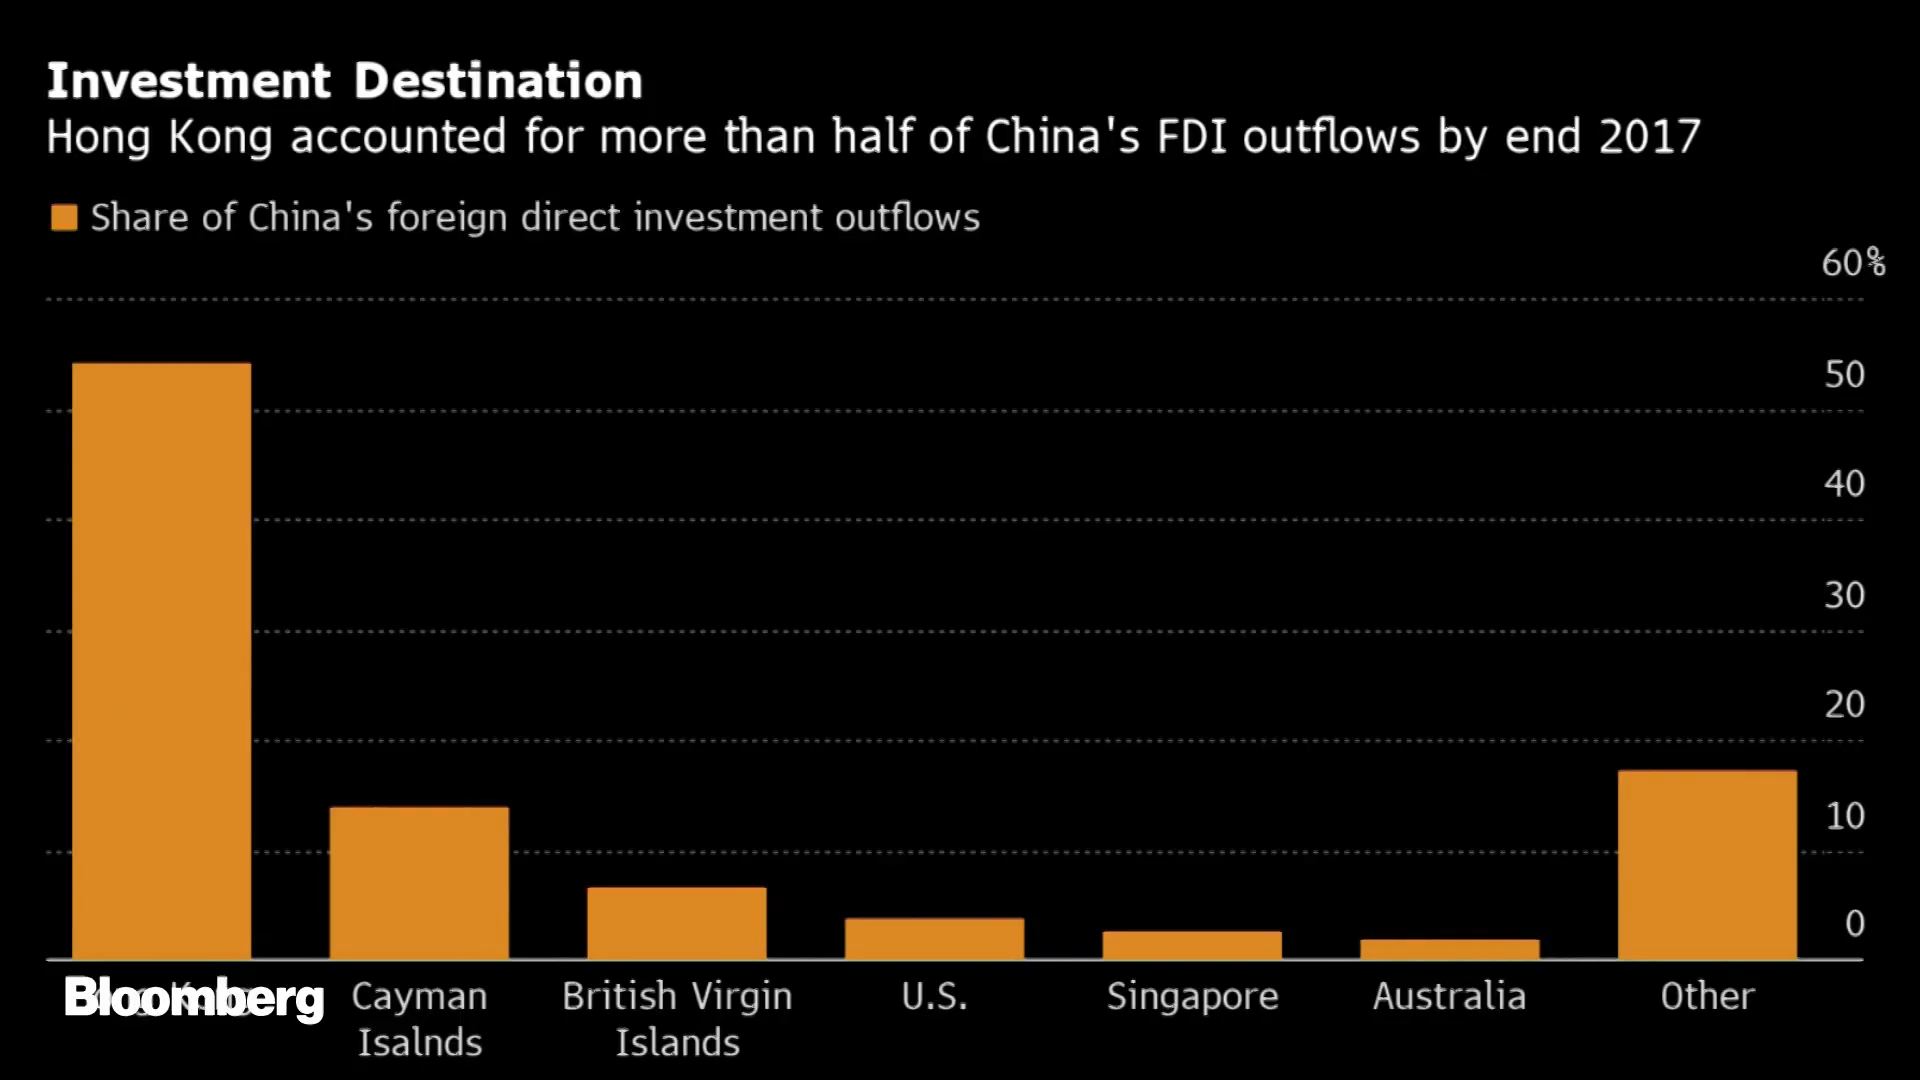 Investment Destination
Hong Kong accounted for more than half of China's FDI outflows by end 2017
Share of China's foreign direct investment outflows
60%
50
40
30
20
10
0
Bloomberg
Cayman
Isalnds
British Virgin
Islands
U.S.
Singapore
Australia
Other